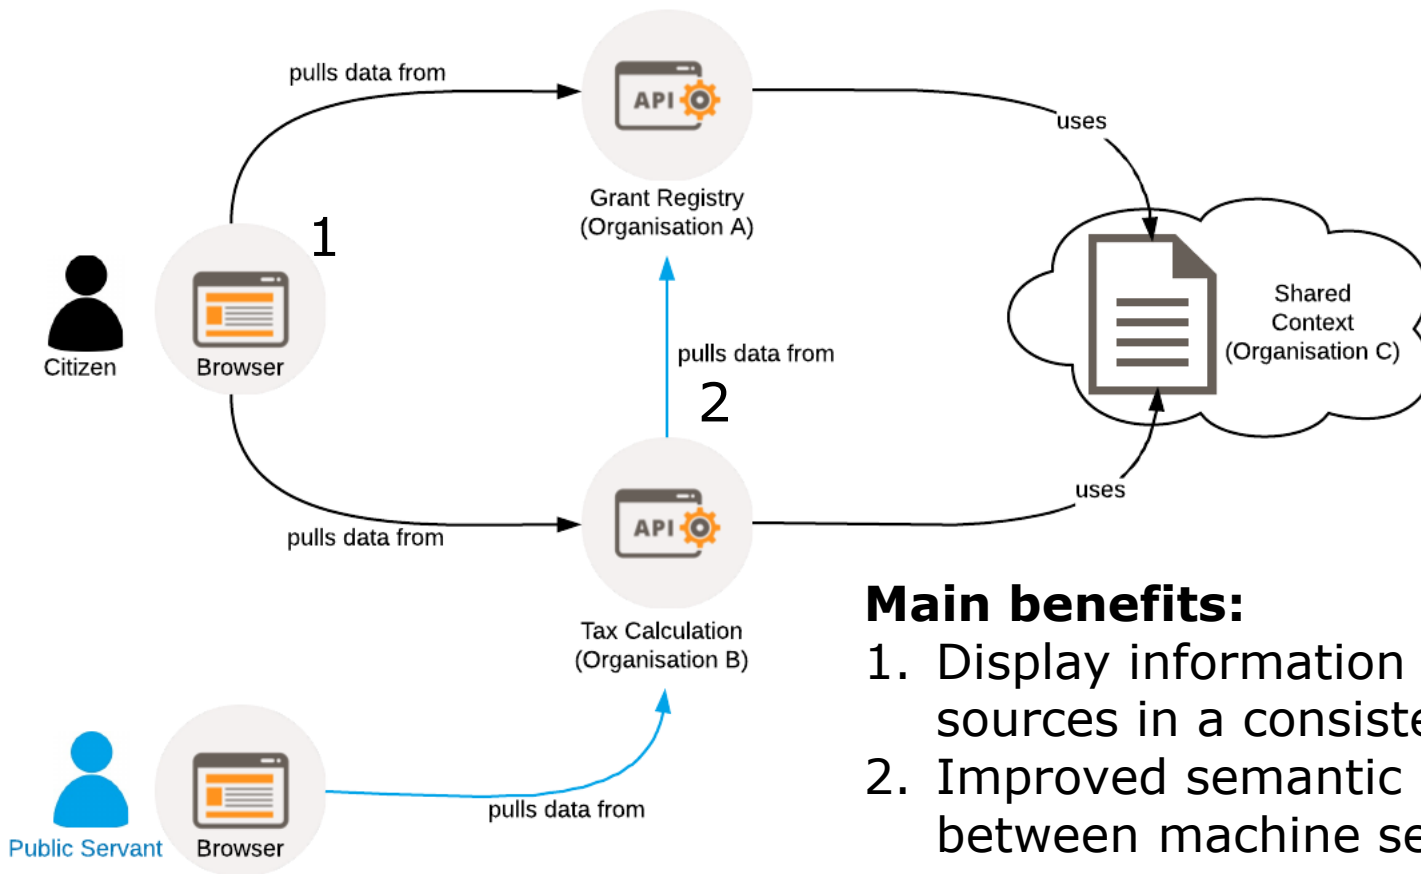 pulls data from
API
uses
Grant Registry
(Organisation A)
1
Citizen
Browser
Shared
Context
(Organisation C)
pulls data from
2
uses
pulls data from
API
Tax Calculation
(Organisation B)
Main benefits:
1. Display information
sources in a
2. Improved semantic
between machine
pulls data from
Public Servant
Browser